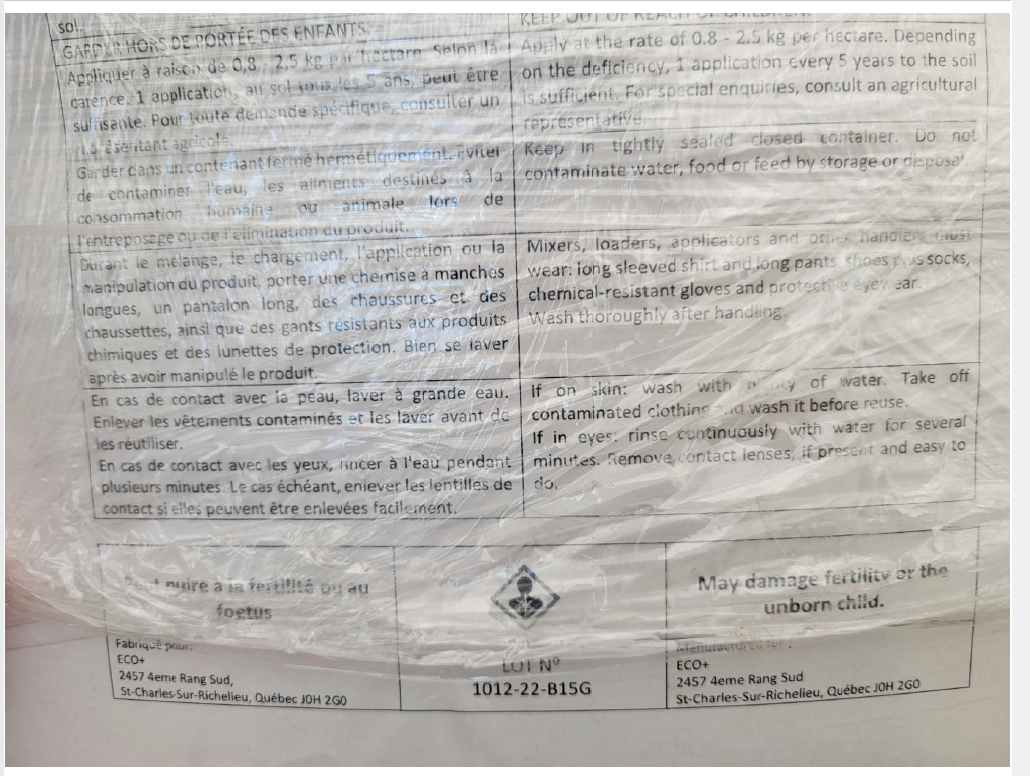 sol.
GARDER HORS DE PORTÉE DES ENFANTS.
Appliquer à raison de 0,8 - 2,5 kg par hectare. Selon la
carence, 1 application, au sol tous les 5 ans, peut être
suffisante. Pour toute demande spécifique, consulter un
représentant agricole.
Garder dans un contenant fermé hermétiquement. Éviter
de contaminer l'eau, les aliments destinés à la
consommation humaine ou animale lors de
l'entreposage ou de l'élimination du produit.
Durant le mélange, le chargement, l'application ou la
manipulation du produit, porter une chemise à manches
longues, un pantalon long, des chaussures et des
chaussettes, ainsi que des gants résistants aux produits
chimiques et des lunettes de protection. Bien se laver
après avoir manipulé le produit.
En cas de contact avec la peau, laver à grande eau.
Enlever les vêtements contaminés et les laver avant de
les réutiliser.
En cas de contact avec les yeux, rincer à l'eau pendant
plusieurs minutes. Le cas échéant, enlever les lentilles de
contact si elles peuvent être enlevées facilement.
KEEP OUT OF REACH OF CHILDREN.
Apply at the rate of 0.8 - 2.5 kg per hectare. Depending
on the deficiency, 1 application every 5 years to the soil
is sufficient. For special enquiries, consult an agricultural
representative.
Keep in tightly sealed closed container. Do not
contaminate water, food or feed by storage or disposal.
Mixers, loaders, applicators and other handlers must
wear: long sleeved shirt and long pants, shoes plus socks,
chemical-resistant gloves and protective eyewear.
Wash thoroughly after handling.
If on skin: wash with plenty of water. Take off
contaminated clothing and wash it before reuse.
If in eyes: rinse continuously with water for several
minutes. Remove contact lenses, if present and easy to
do.
Peut nuire à la fertilité ou au
foetus
May damage fertility or the
unborn child.
Fabriqué pour:
ECO+
2457 4eme Rang Sud,
St-Charles-Sur-Richelieu, Québec J0H 2G0
LOT Nº
1012-22-B15G
Manufactured for :
ECO+
2457 4eme Rang Sud
St-Charles-Sur-Richelieu, Québec J0H 2G0